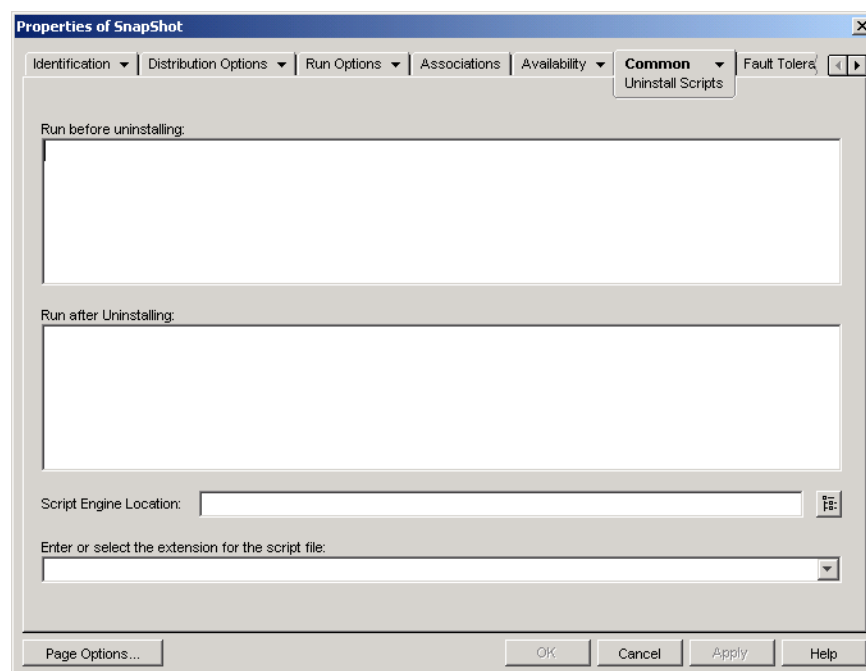 Properties of SnapShot
Identification
Distribution Options
Run Options
Associations
Availability
Common
Fault Tolera
Uninstall Scripts
Run before uninstalling:
Run after Uninstalling:
Script Engine Location:
Enter or select the extension for the script file:
Page Options...
OK
Cancel
Apply
Help